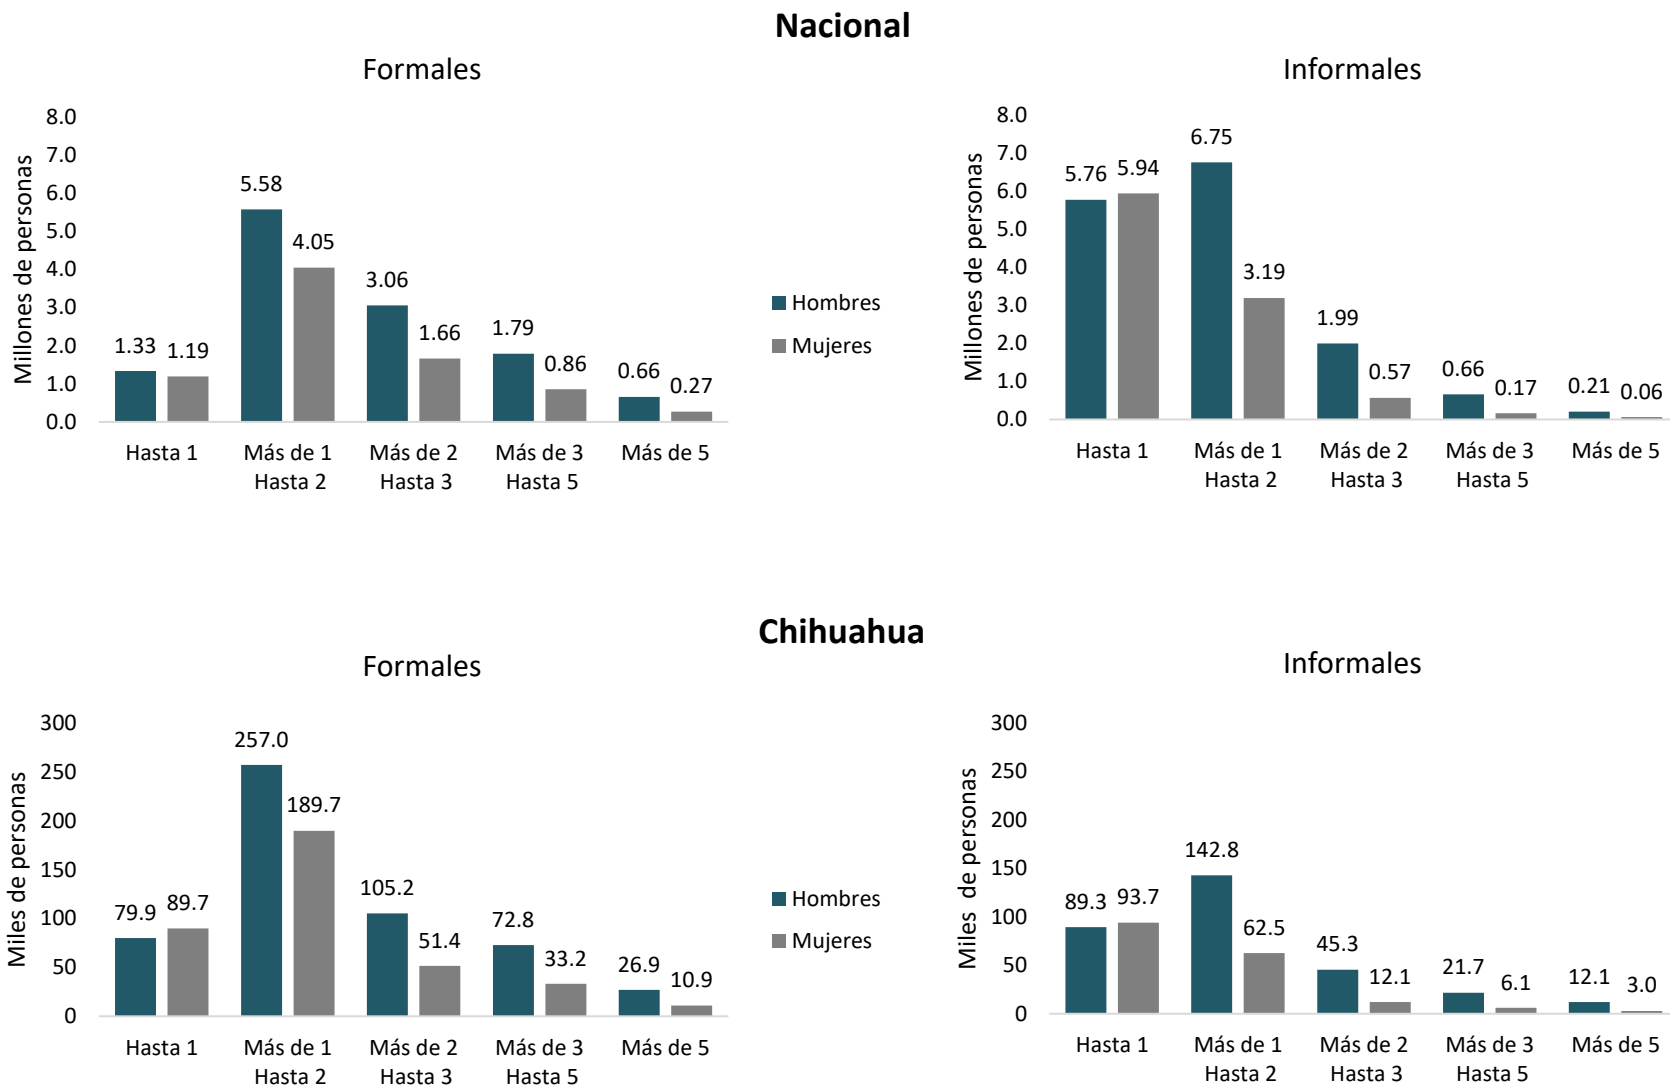 Nacional
Formales
Millones de personas
8.0
7.0
6.0
5.0
4.0
3.0
2.0
1.0
0.0
1.33
1.19
5.58
4.05
3.06
1.66
1.79
0.86
0.66
0.27
Hasta 1
Más de 1
Hasta 2
Más de 2
Hasta 3
Más de 3
Hasta 5
Más de 5
Hombres
Mujeres
Informales
Millones de personas
8.0
7.0
6.0
5.0
4.0
3.0
2.0
1.0
0.0
5.76
5.94
6.75
3.19
1.99
0.57
0.66
0.17
0.21
0.06
Hasta 1
Más de 1
Hasta 2
Más de 2
Hasta 3
Más de 3
Hasta 5
Más de 5
Chihuahua
Formales
Miles de personas
300
250
200
150
100
50
0
79.9
89.7
257.0
189.7
105.2
51.4
72.8
33.2
26.9
10.9
Hasta 1
Más de 1
Hasta 2
Más de 2
Hasta 3
Más de 3
Hasta 5
Más de 5
Hombres
Mujeres
Informales
Miles de personas
300
250
200
150
100
50
0
89.3
93.7
142.8
62.5
45.3
12.1
21.7
6.1
12.1
3.0
Hasta 1
Más de 1
Hasta 2
Más de 2
Hasta 3
Más de 3
Hasta 5
Más de 5